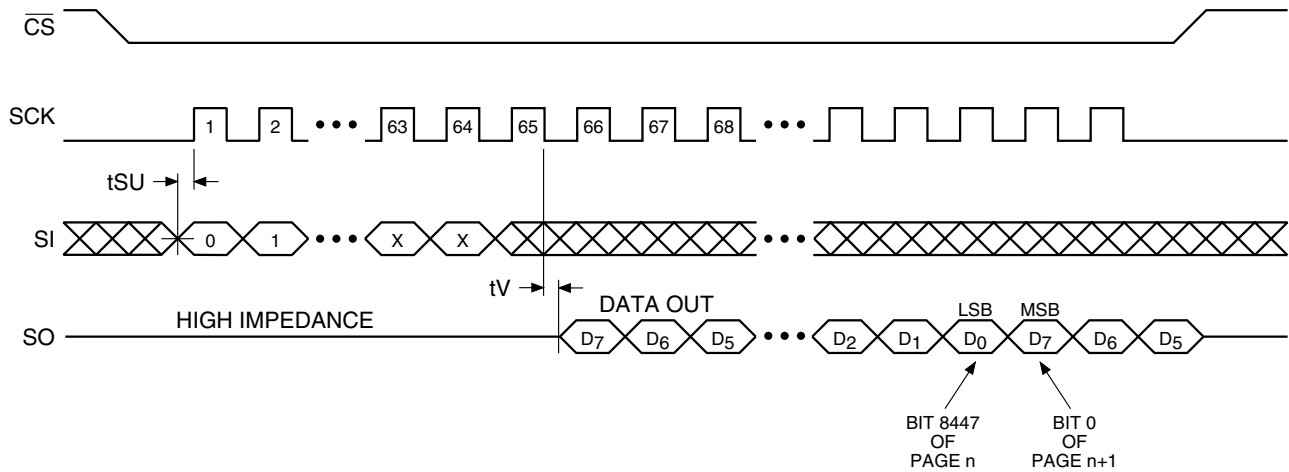 CS
SCK
1 2 ••• 63 64 65 66 67 68 •••
tSU
SI
0 1 ••• X X •••
tV
DATA OUT
HIGH IMPEDANCE
LSB MSB
SO
D7 D6 D5 ••• D2 D1 D0 D7 D6 D5
BIT 8447
OF
PAGE n
BIT 0
OF
PAGE n+1